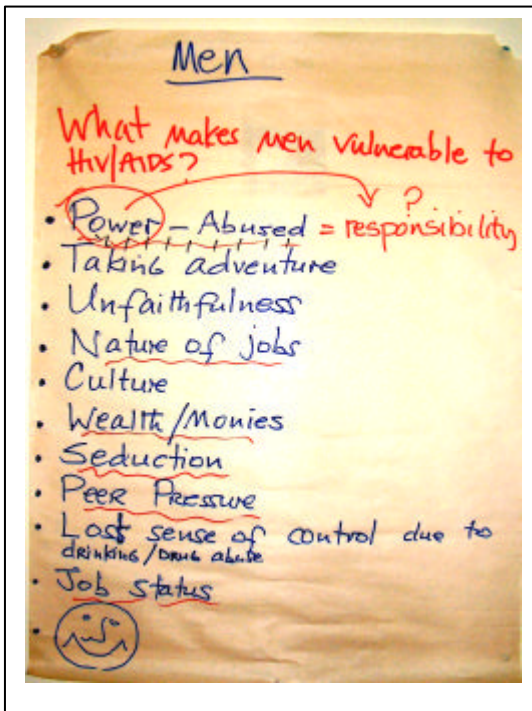 Men
What makes men vulnerable to
HIV/AIDS?
?
• Power - Abused = responsibility
• Taking adventure
• Unfaithfulness
• Nature of jobs
• Culture
• Wealth/Monies
• Seduction
• Peer Pressure
• Lost sense of control due to
drinking/Drug abuse
• Job status
•